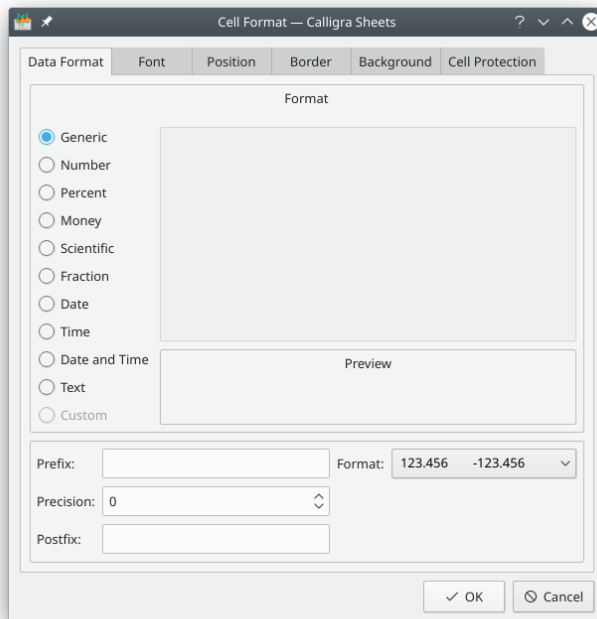 Cell Format — Calligra Sheets
Data Format Font Position Border Background Cell Protection
Format
Generic
Number
Percent
Money
Scientific
Fraction
Date
Time
Date and Time
Text
Custom
Preview
Prefix: Format: 123.456 -123.456
Precision: 0
Postfix:
OK Cancel